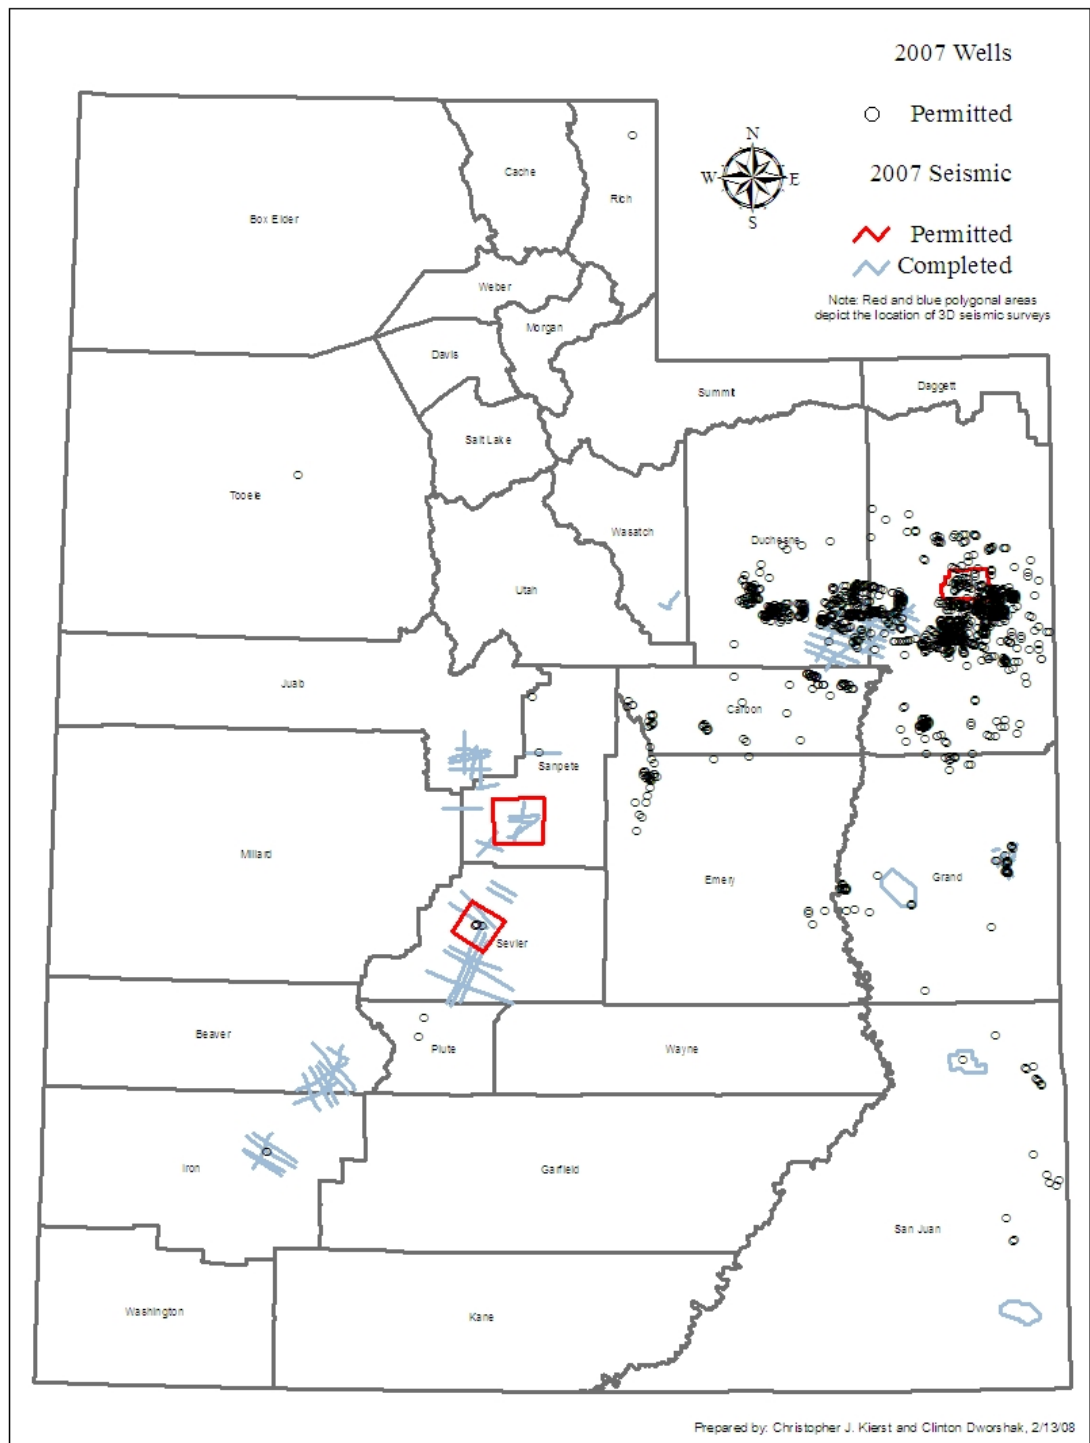 2007 Wells
Permitted
2007 Seismic
Permitted
Completed
Note: Red and blue polygonal areas
depict the location of 3D seismic surveys
N
W E
S
Cache
Rich
Box Elder
Weber
Morgan
Davis
Summit
Daggett
Salt Lake
Tooele
Wasatch
Duchesne
Utah
Juab
Carbon
Sanpete
Millard
Emery
Grand
Sevier
Beaver
Piute
Wayne
Iron
Garfield
San Juan
Washington
Kane
Prepared by: Christopher J. Kierst and Clinton Dworshak, 2/13/08